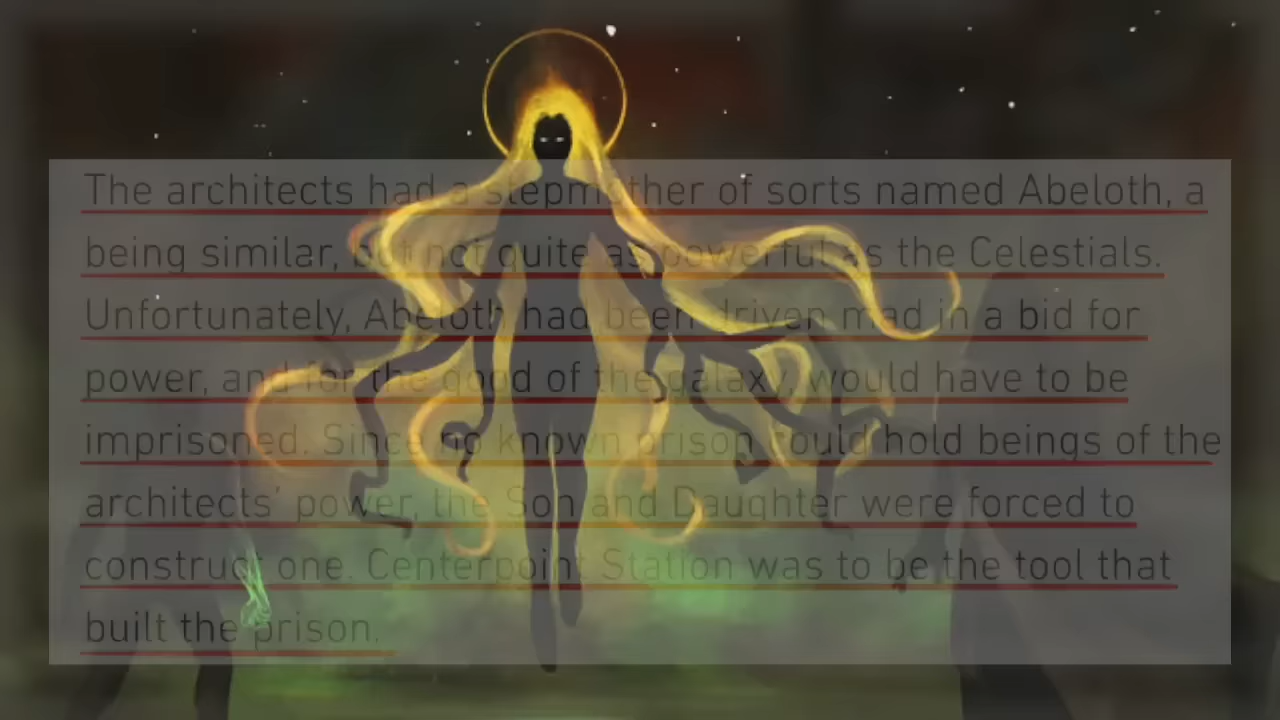 The architects had a stepmother of sorts named Abeloth, a
being similar, but not quite as powerful as the Celestials.
Unfortunately, Abeloth had been driven mad in a bid for
power, and for the good of the galaxy, would have to be
imprisoned. Since no known prison could hold beings of the
architects’ power, the Son and Daughter were forced to
construct one. Centerpoint Station was to be the tool that
built the prison.